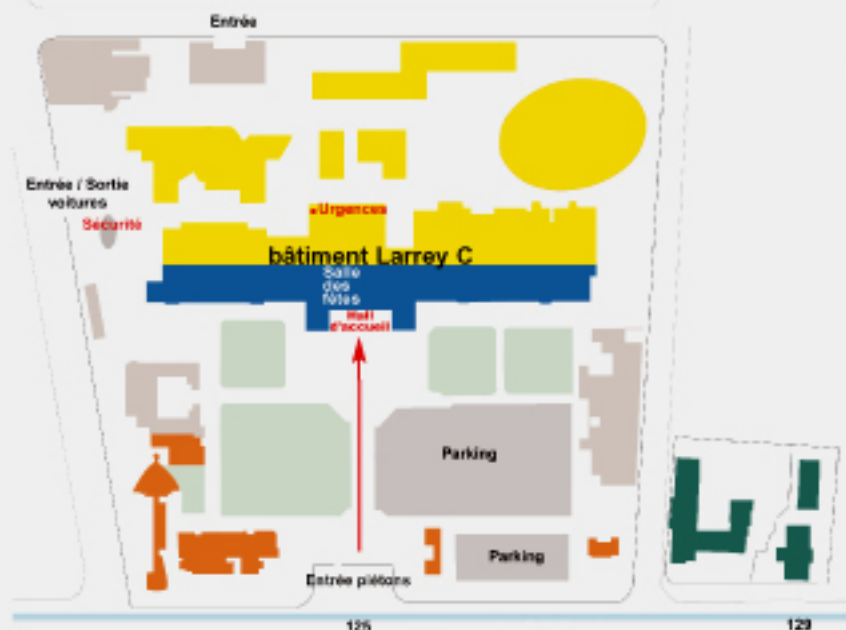 Entrée
Entrée / Sortie
voitures
Sécurité
Urgences
bâtiment Larrey C
Salle
des
fêtes
Hall
d'accueil
Parking
Parking
Entrée piétons
125
129